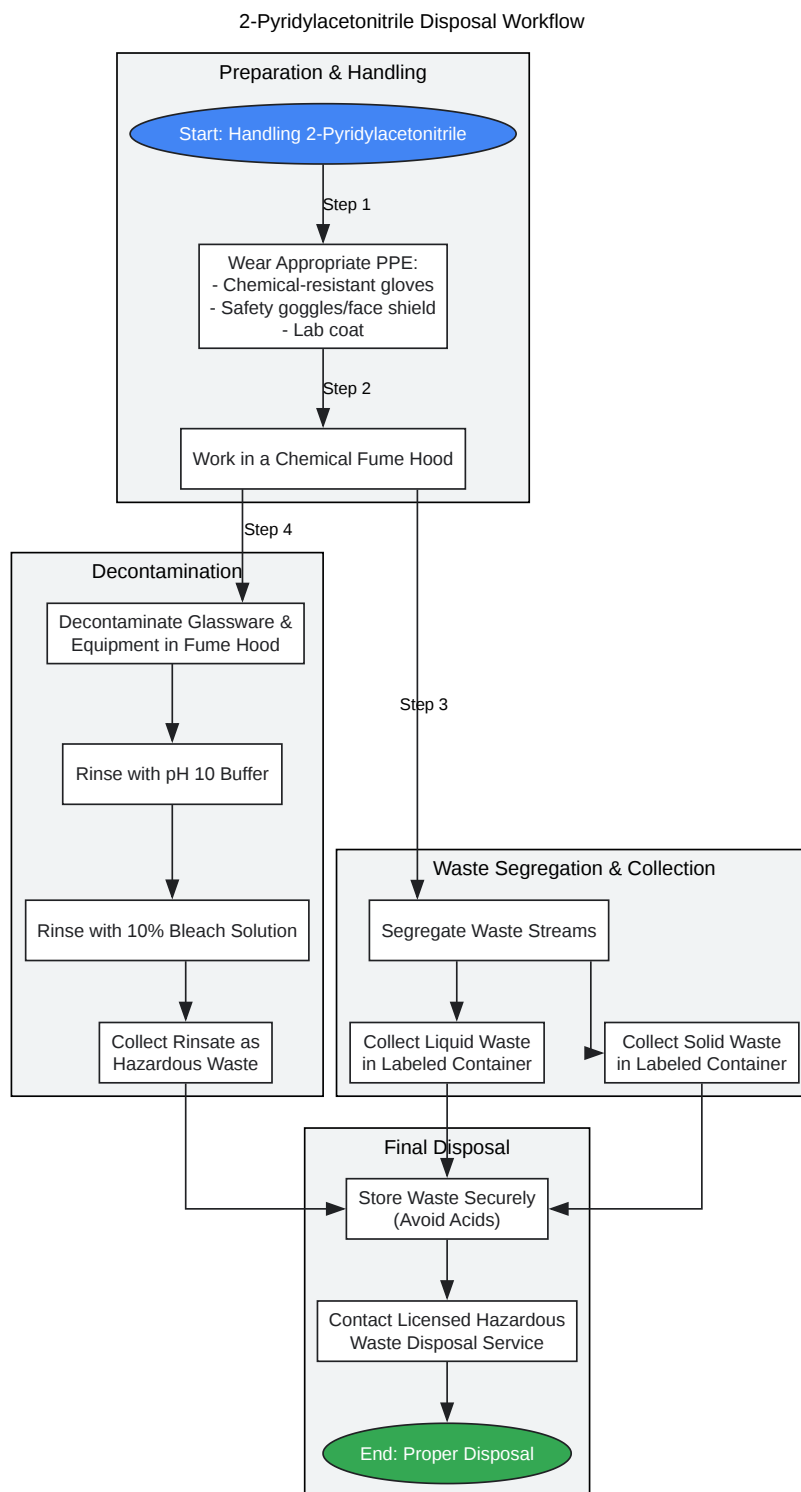 2-Pyridylacetonitrile Disposal Workflow
Preparation & Handling
Start: Handling 2-Pyridylacetonitrile
Step 1
Wear Appropriate PPE:
- Chemical-resistant gloves
- Safety goggles/face shield
- Lab coat
Step 2
Work in a Chemical Fume Hood
Step 4
Decontamination
Decontaminate Glassware &
Equipment in Fume Hood
Step 3
Rinse with pH 10 Buffer
Waste Segregation & Collection
Rinse with 10% Bleach Solution
Segregate Waste Streams
Collect Rinsate as
Hazardous Waste
Collect Liquid Waste
in Labeled Container
Collect Solid Waste
in Labeled Container
Final Disposal
Store Waste Securely
(Avoid Acids)
Contact Licensed Hazardous
Waste Disposal Service
End: Proper Disposal